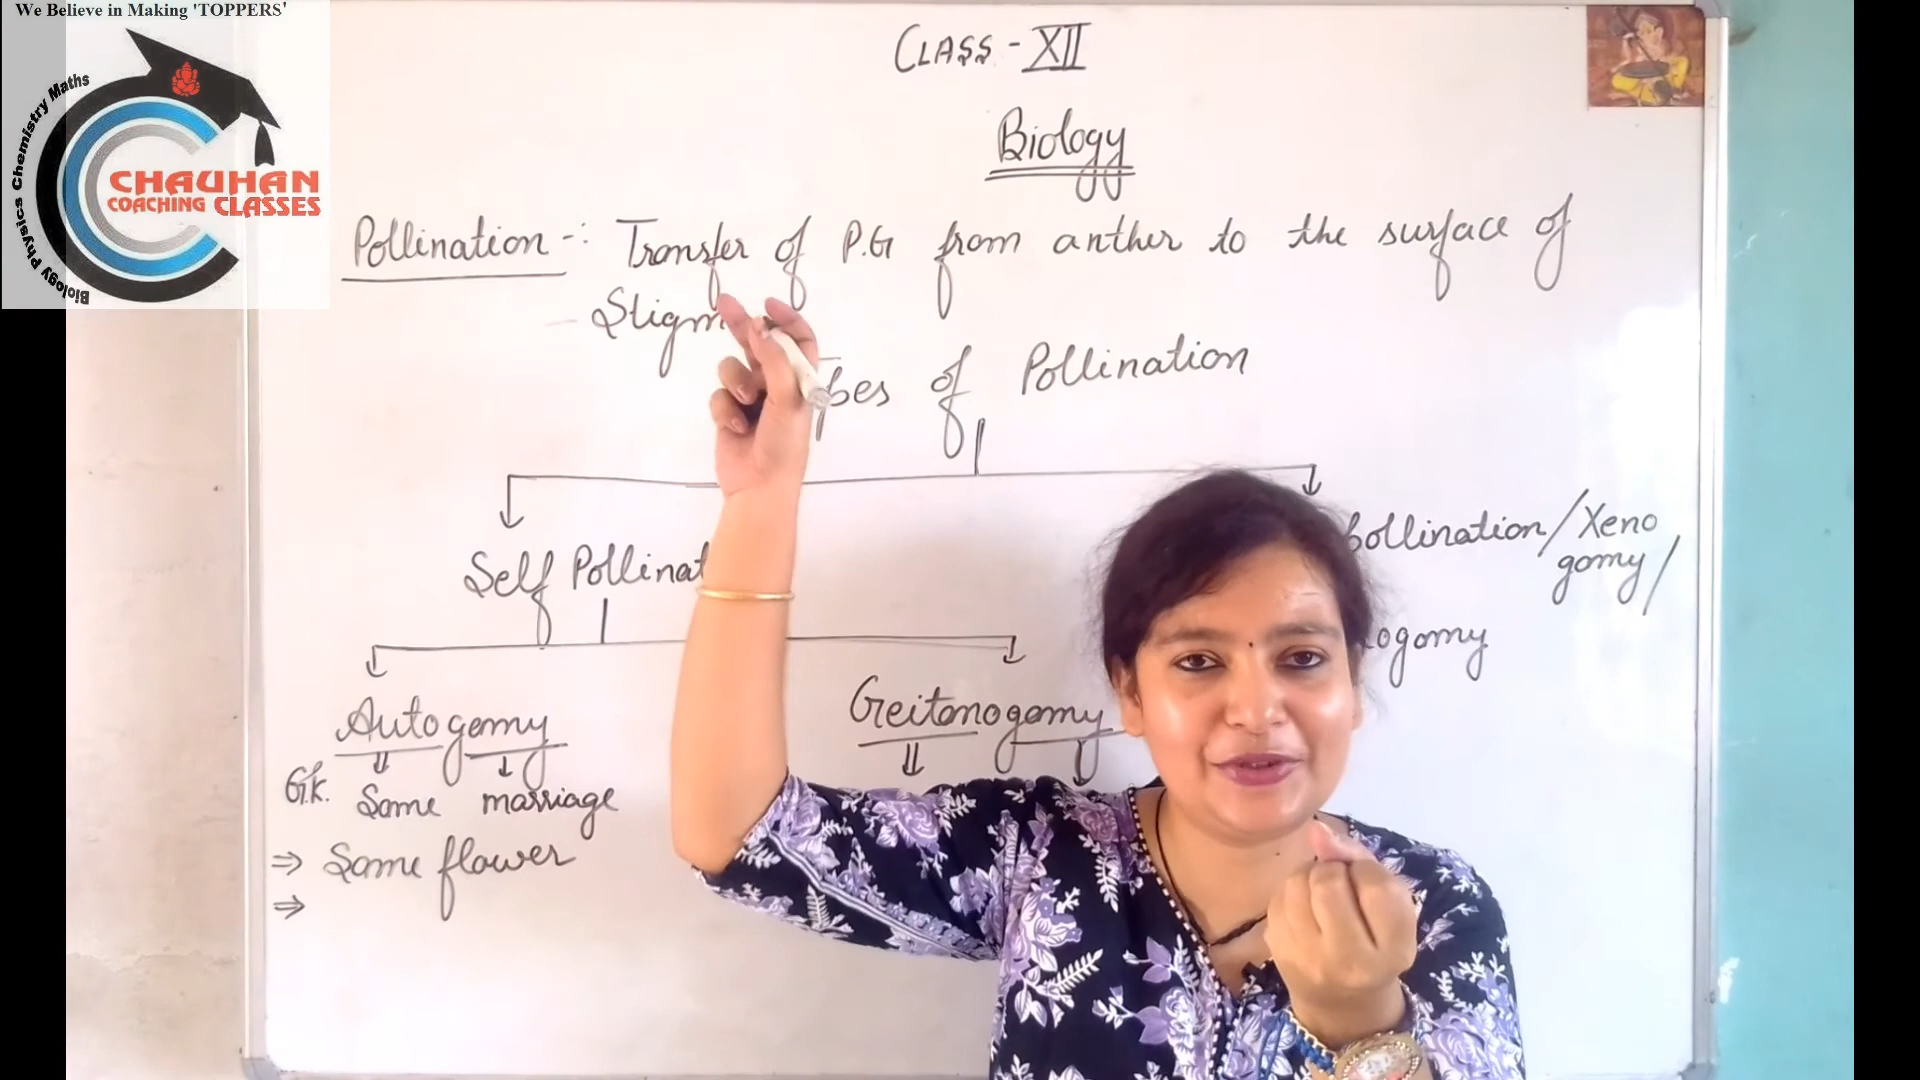 We Believe in Making 'TOPPERS'
Biology Physics Chemistry Maths
CHAUHAN
COACHING CLASSES
CLASS - XII
Biology
Pollination -: Transfer of P.G from anther to the surface of
Stigm
of Pollination
Self Pollinat
pollination/Xeno
gamy/
ogamy
Autogamy
Geitonogamy
GK. Same marriage
⇒ Same flower
⇒